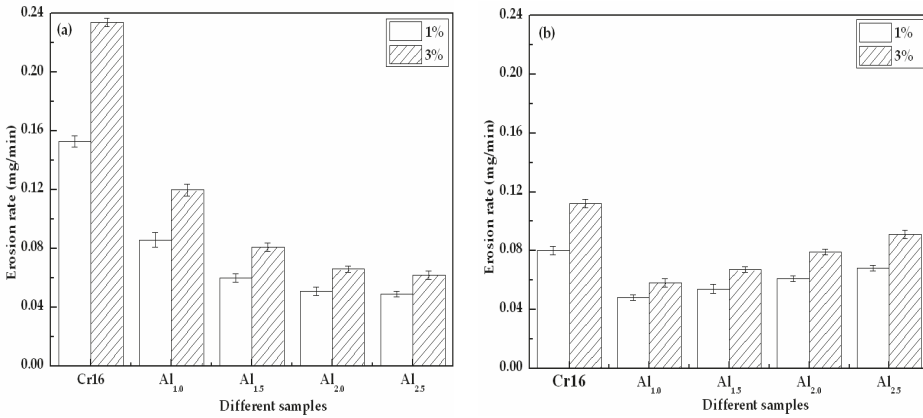 (a)
1%
3%
0.24
0.20
0.16
0.12
0.08
0.04
0.00
Erosion rate (mg/min)
Cr16 Al1.0 Al1.5 Al2.0 Al2.5
Different samples
(b)
1%
3%
0.24
0.20
0.16
0.12
0.08
0.04
0.00
Erosion rate (mg/min)
Cr16 Al1.0 Al1.5 Al2.0 Al2.5
Different samples